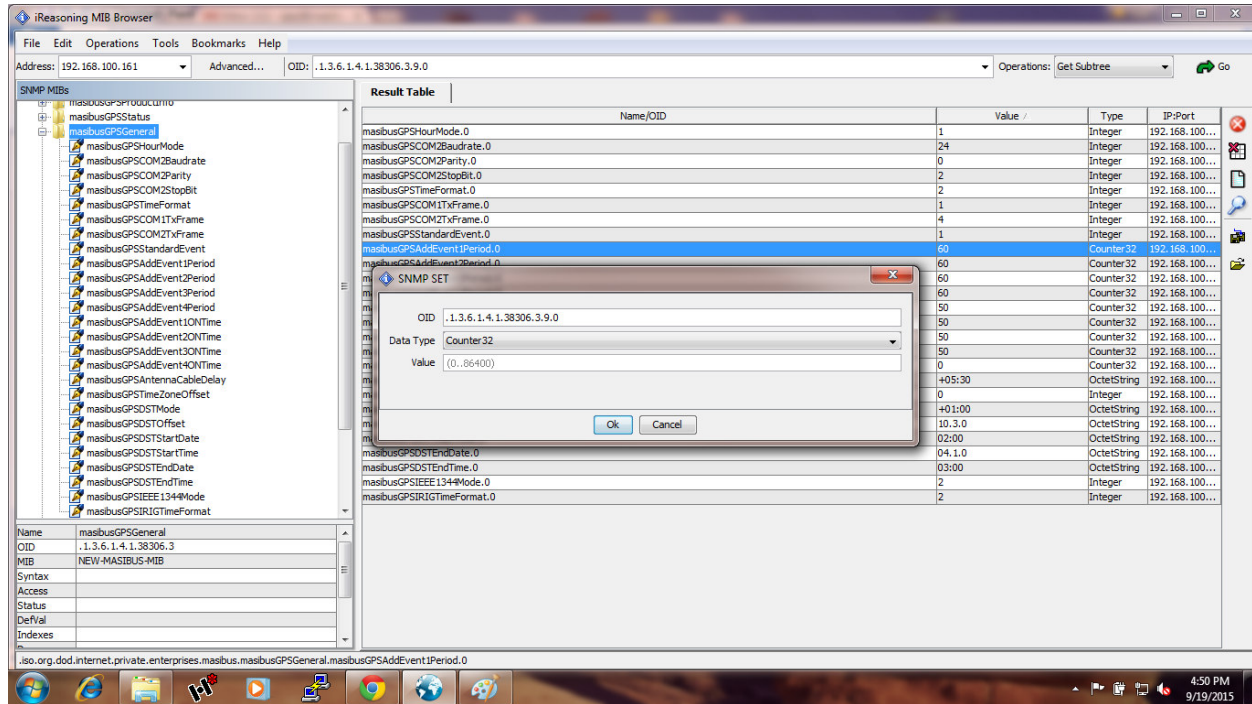 iReasoning MIB Browser
File Edit Operations Tools Bookmarks Help
Address: 192.168.100.161 Advanced... OID: .1.3.6.1.4.1.38306.3.9.0 Operations: Get Subtree Go
SNMP MIBs
masibusGPSProductInfo
masibusGPSStatus
masibusGPSGeneral
masibusGPSHourMode
masibusGPSCOM2Baudrate
masibusGPSCOM2Parity
masibusGPSCOM2StopBit
masibusGPSTimeFormat
masibusGPSCOM1TxFrame
masibusGPSCOM2TxFrame
masibusGPSStandardEvent
masibusGPSAddEvent1Period
masibusGPSAddEvent2Period
masibusGPSAddEvent3Period
masibusGPSAddEvent4Period
masibusGPSAddEvent1ONTime
masibusGPSAddEvent2ONTime
masibusGPSAddEvent3ONTime
masibusGPSAddEvent4ONTime
masibusGPSAntennaCableDelay
masibusGPSTimeZoneOffset
masibusGPSDSTMode
masibusGPSDSTOffset
masibusGPSDSTStartDate
masibusGPSDSTStartTime
masibusGPSDSTEndDate
masibusGPSDSTEndTime
masibusGPSIEEE1344Mode
masibusGPSIRIGTimeFormat
Name masibusGPSGeneral
OID .1.3.6.1.4.1.38306.3
MIB NEW-MASIBUS-MIB
Syntax
Access
Status
DefVal
Indexes
Result Table
Name/OID Value Type IP:Port
masibusGPSHourMode.0 1 Integer 192.168.100...
masibusGPSCOM2Baudrate.0 24 Integer 192.168.100...
masibusGPSCOM2Parity.0 0 Integer 192.168.100...
masibusGPSCOM2StopBit.0 2 Integer 192.168.100...
masibusGPSTimeFormat.0 2 Integer 192.168.100...
masibusGPSCOM1TxFrame.0 1 Integer 192.168.100...
masibusGPSCOM2TxFrame.0 4 Integer 192.168.100...
masibusGPSStandardEvent.0 1 Integer 192.168.100...
masibusGPSAddEvent1Period.0 60 Counter32 192.168.100...
masibusGPSAddEvent2Period.0 60 Counter32 192.168.100...
60 Counter32 192.168.100...
60 Counter32 192.168.100...
50 Counter32 192.168.100...
50 Counter32 192.168.100...
50 Counter32 192.168.100...
50 Counter32 192.168.100...
0 Counter32 192.168.100...
+05:30 OctetString 192.168.100...
0 Integer 192.168.100...
+01:00 OctetString 192.168.100...
10.3.0 OctetString 192.168.100...
02:00 OctetString 192.168.100...
masibusGPSDSTEndDate.0 04.1.0 OctetString 192.168.100...
masibusGPSDSTEndTime.0 03:00 OctetString 192.168.100...
masibusGPSIEEE1344Mode.0 2 Integer 192.168.100...
masibusGPSIRIGTimeFormat.0 2 Integer 192.168.100...
SNMP SET
OID .1.3.6.1.4.1.38306.3.9.0
Data Type Counter32
Value (0..86400)
Ok Cancel
.iso.org.dod.internet.private.enterprises.masibus.masibusGPSGeneral.masibusGPSAddEvent1Period.0
4:50 PM
9/19/2015